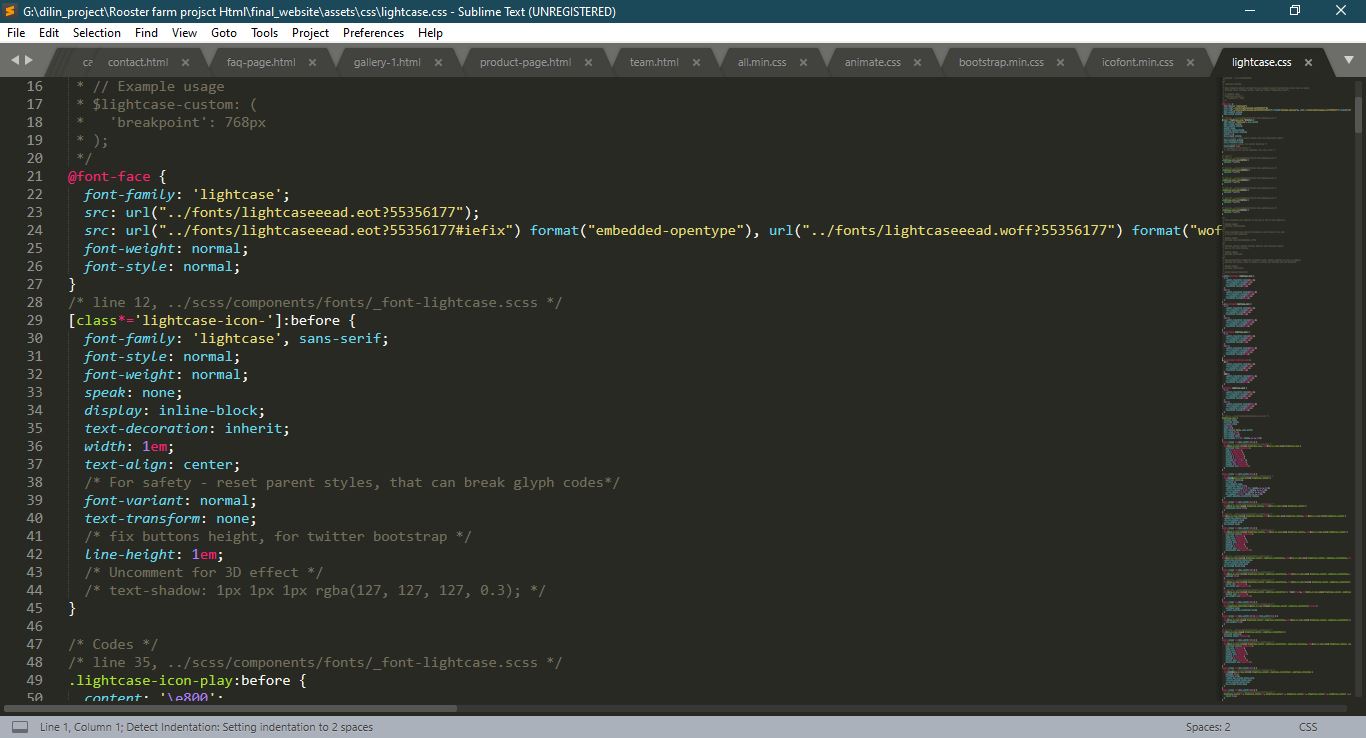 G:\dilin_project\Rooster farm projsct Html\final_website\assets\css\lightcase.css - Sublime Text (UNREGISTERED)
File Edit Selection Find View Goto Tools Project Preferences Help
ca contact.html faq-page.html gallery-1.html product-page.html team.html all.min.css animate.css bootstrap.min.css icofont.min.css lightcase.css
16 * // Example usage
17 * $lightcase-custom: (
18 *   'breakpoint': 768px
19 * );
20 */
21 @font-face {
22 font-family: 'lightcase';
23 src: url("../fonts/lightcaseeead.eot?55356177");
24 src: url("../fonts/lightcaseeead.eot?55356177#iefix") format("embedded-opentype"), url("../fonts/lightcaseeead.woff?55356177") format("wof
25 font-weight: normal;
26 font-style: normal;
27 }
28 /* line 12, ../scss/components/fonts/_font-lightcase.scss */
29 [class*='lightcase-icon-']:before {
30 font-family: 'lightcase', sans-serif;
31 font-style: normal;
32 font-weight: normal;
33 speak: none;
34 display: inline-block;
35 text-decoration: inherit;
36 width: 1em;
37 text-align: center;
38 /* For safety - reset parent styles, that can break glyph codes*/
39 font-variant: normal;
40 text-transform: none;
41 /* fix buttons height, for twitter bootstrap */
42 line-height: 1em;
43 /* Uncomment for 3D effect */
44 /* text-shadow: 1px 1px 1px rgba(127, 127, 127, 0.3); */
45 }
46
47 /* Codes */
48 /* line 35, ../scss/components/fonts/_font-lightcase.scss */
49 .lightcase-icon-play:before {
50 content: '\e800';
Line 1, Column 1; Detect Indentation: Setting indentation to 2 spaces Spaces: 2 CSS